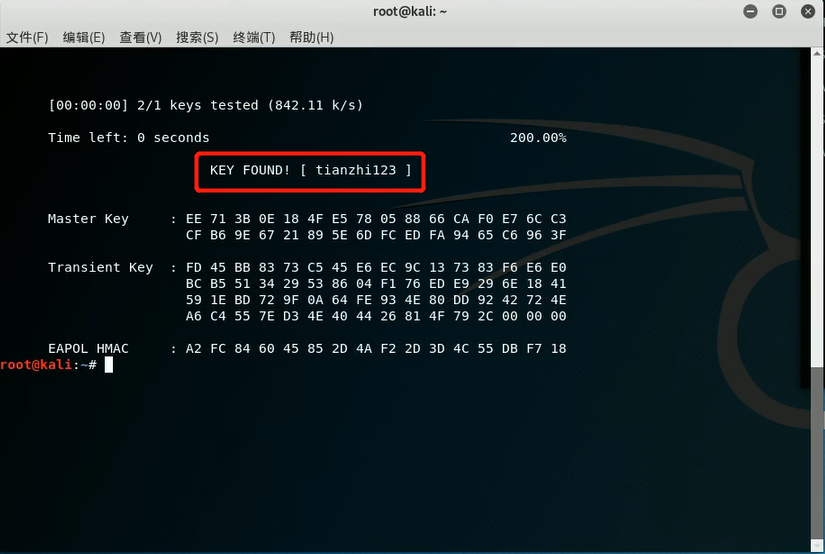 root@kali: ~
文件(F) 编辑(E) 查看(V) 搜索(S) 终端(T) 帮助(H)
[00:00:00] 2/1 keys tested (842.11 k/s)
Time left: 0 seconds 200.00%
KEY FOUND! [ tianzhi123 ]
Master Key : EE 71 3B 0E 18 4F E5 78 05 88 66 CA F0 E7 6C C3
CF B6 9E 67 21 89 5E 6D FC ED FA 94 65 C6 96 3F
Transient Key : FD 45 BB 83 73 C5 45 E6 EC 9C 13 73 83 F6 E6 E0
BC B5 51 34 29 53 86 04 F1 76 ED E9 29 6E 18 41
59 1E BD 72 9F 0A 64 FE 93 4E 80 DD 92 42 72 4E
A6 C4 55 7E D3 4E 40 44 26 81 4F 79 2C 00 00 00
EAPOL HMAC : A2 FC 84 60 45 85 2D 4A F2 2D 3D 4C 55 DB F7 18
root@kali:~#